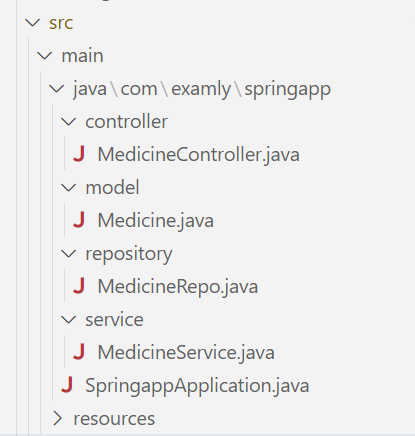 src
main
java\com\examly\springapp
controller
J MedicineController.java
model
J Medicine.java
repository
J MedicineRepo.java
service
J MedicineService.java
J SpringappApplication.java
resources